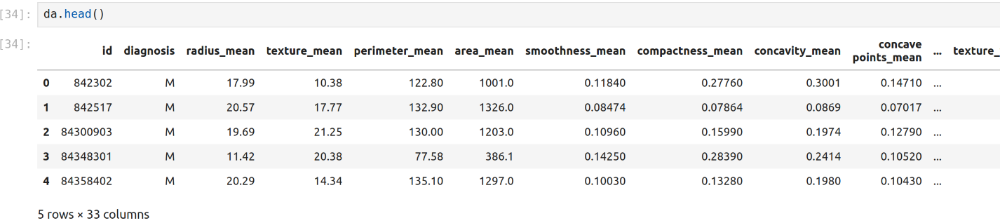 [34]: da.head()
[34]:
id diagnosis radius_mean texture_mean perimeter_mean area_mean smoothness_mean compactness_mean concavity_mean concave points_mean ... texture_
0 842302 M 17.99 10.38 122.80 1001.0 0.11840 0.27760 0.3001 0.14710 ...
1 842517 M 20.57 17.77 132.90 1326.0 0.08474 0.07864 0.0869 0.07017 ...
2 84300903 M 19.69 21.25 130.00 1203.0 0.10960 0.15990 0.1974 0.12790 ...
3 84348301 M 11.42 20.38 77.58 386.1 0.14250 0.28390 0.2414 0.10520 ...
4 84358402 M 20.29 14.34 135.10 1297.0 0.10030 0.13280 0.1980 0.10430 ...
5 rows × 33 columns